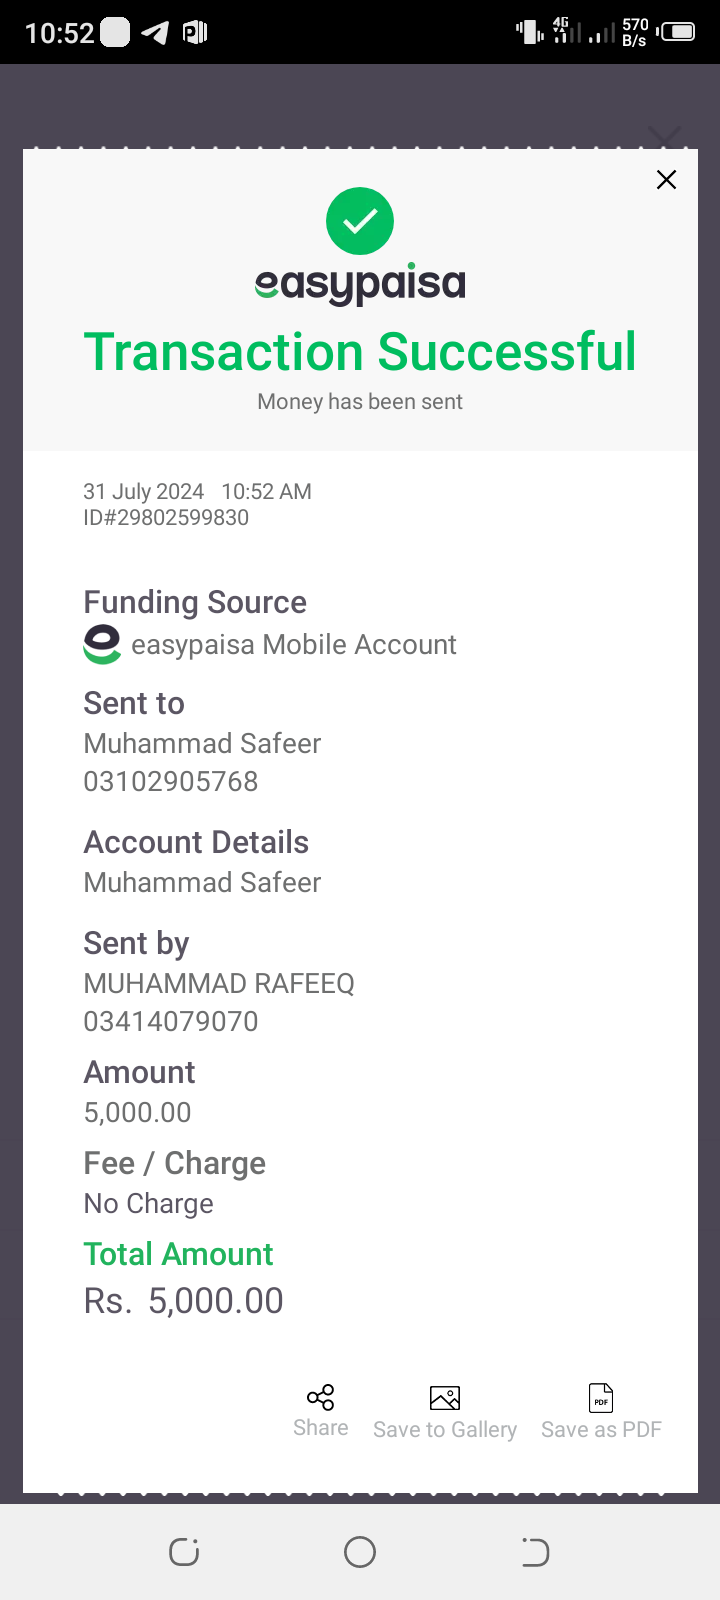 10:52
4G
570
B/s
easypaisa
Transaction Successful
Money has been sent
31 July 2024 10:52 AM
ID#29802599830
Funding Source
easypaisa Mobile Account
Sent to
Muhammad Safeer
03102905768
Account Details
Muhammad Safeer
Sent by
MUHAMMAD RAFEEQ
03414079070
Amount
5,000.00
Fee / Charge
No Charge
Total Amount
Rs. 5,000.00
PDF
Share Save to Gallery Save as PDF